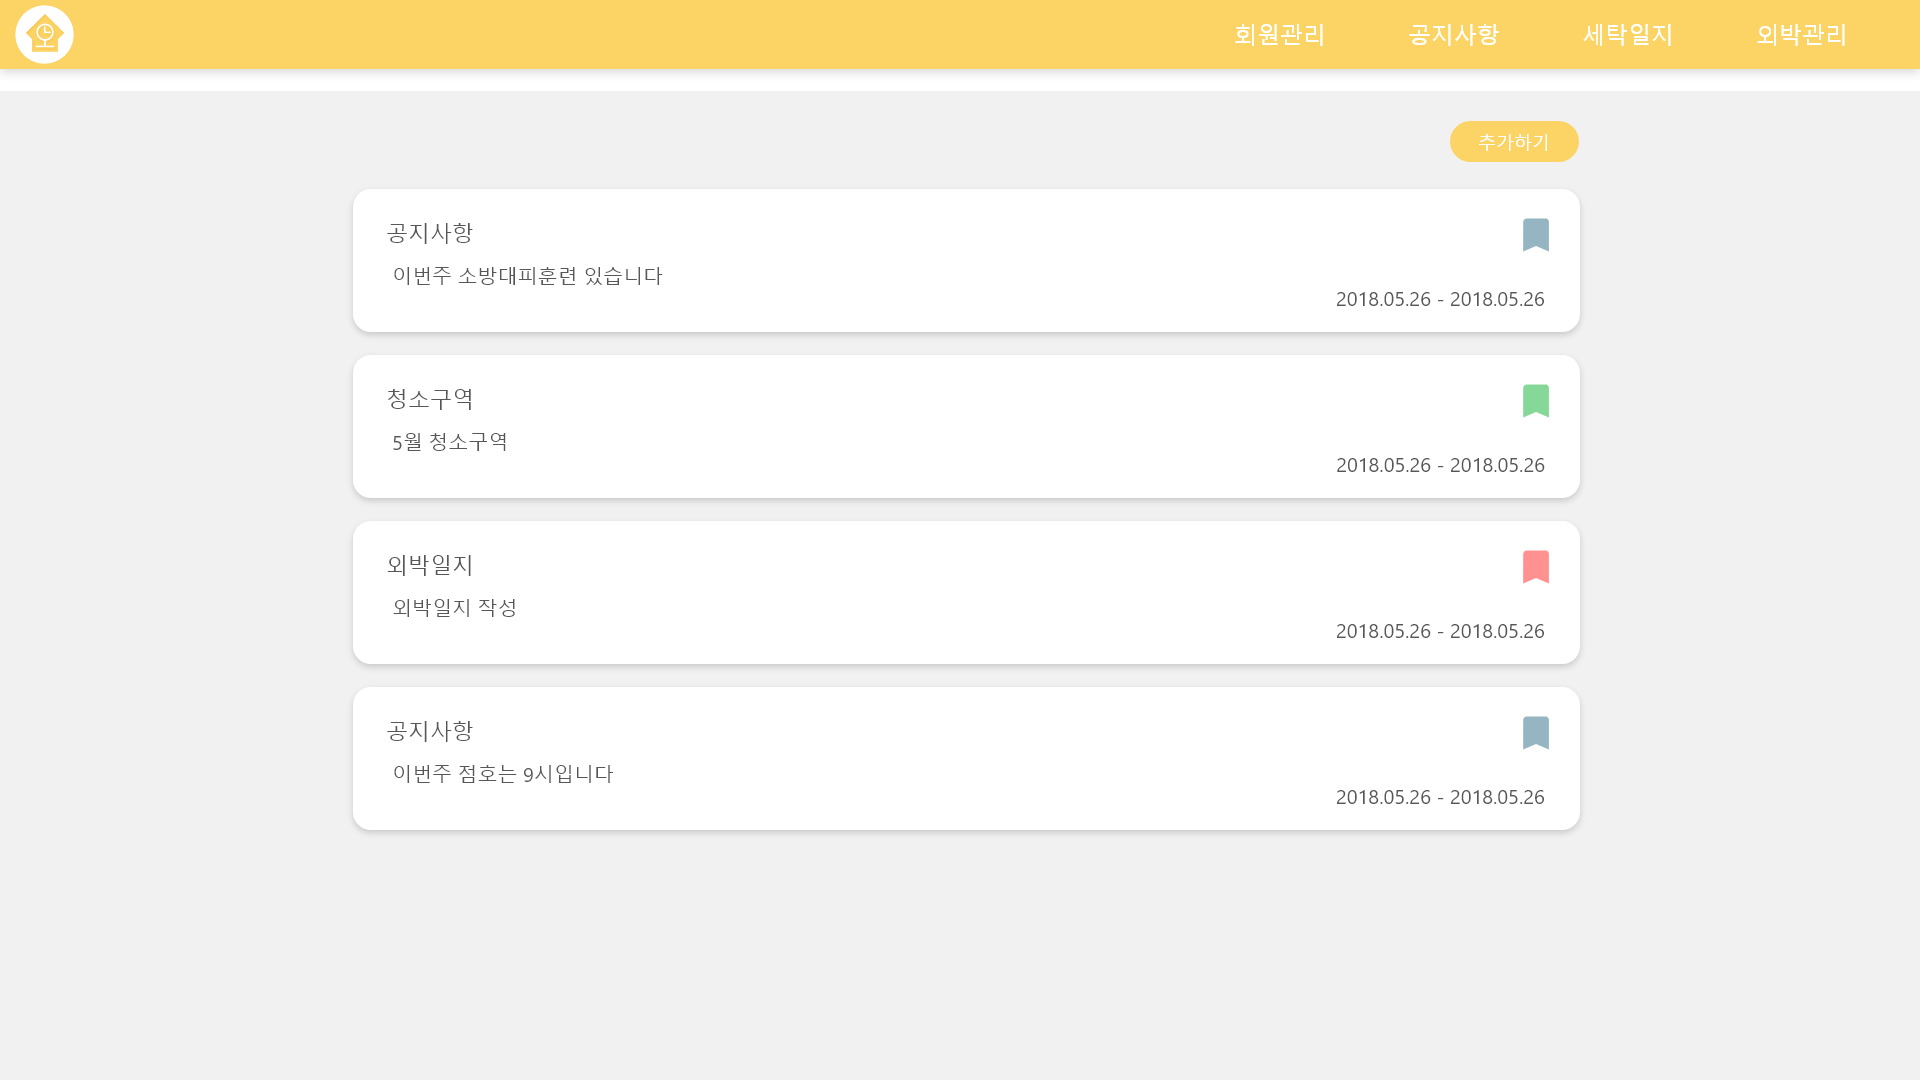 회원관리 공지사항 세탁일지 외박관리
추가하기
공지사항
이번주 소방대피훈련 있습니다
2018.05.26 - 2018.05.26
청소구역
5월 청소구역
2018.05.26 - 2018.05.26
외박일지
외박일지 작성
2018.05.26 - 2018.05.26
공지사항
이번주 점호는 9시입니다
2018.05.26 - 2018.05.26